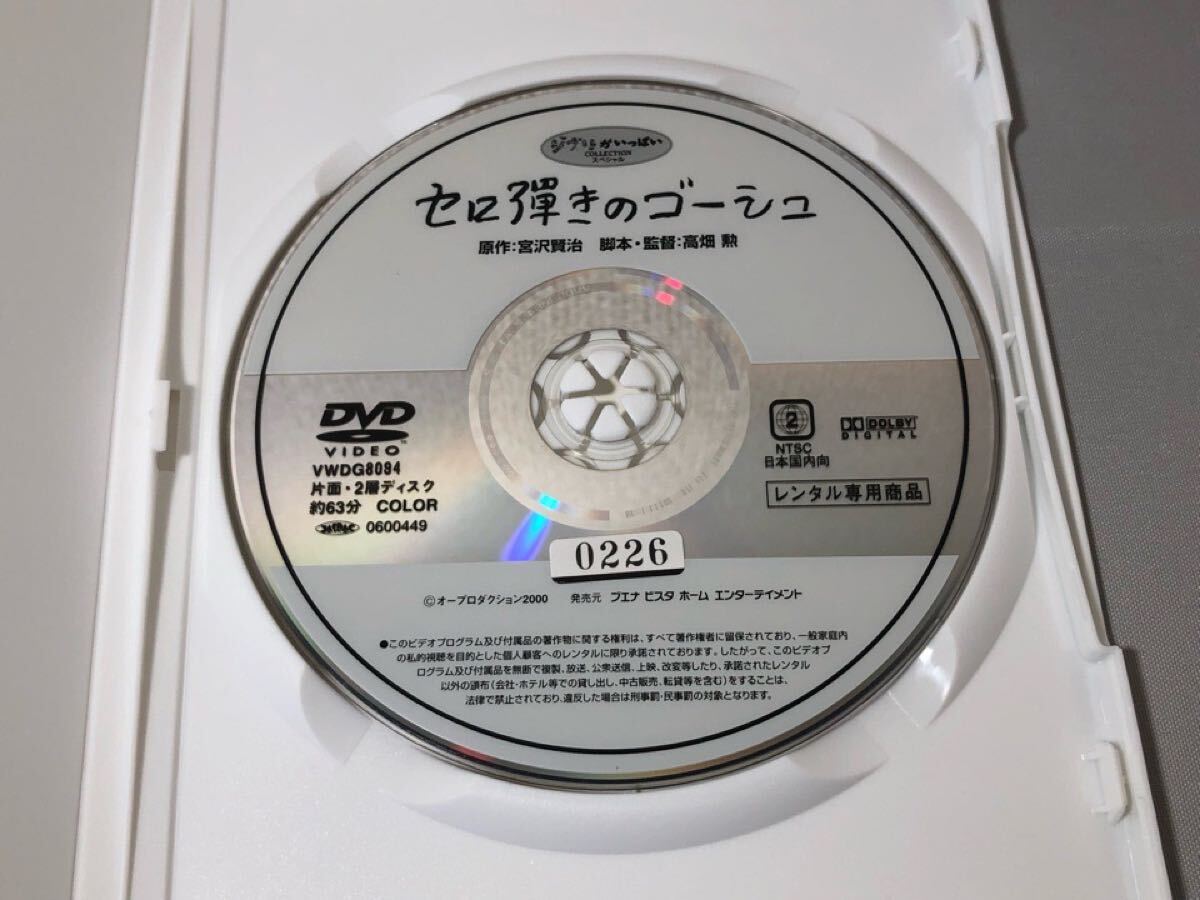 ジブリがいっぱい
COLLECTION
スペシャル
セロ弾きのゴーシュ
原作:宮沢賢治 脚本・監督:高畑 勲
DVD
VIDEO
VWDG8094
片面・2層ディスク
約63分 COLOR
0600449
2
NTSC
日本国内向
DOLBY
DIGITAL
レンタル専用商品
0226
©オープロダクション2000 発売元 ブエナ ビスタ ホーム エンターテイメント
●このビデオプログラム及び付属品の著作物に関する権利は、すべて著作権者に留保されており、一般家庭内
の私的視聴を目的とした個人顧客へのレンタルに限り承諾されております。したがって、このビデオプ
ログラム及び付属品を無断で複製、放送、公衆送信、上映、改変等したり、承諾されたレンタル
以外の頒布(会社・ホテル等での貸し出し、中古販売、転貸等を含む)をすることは、
法律で禁止されており、違反した場合は刑事罰・民事罰の対象となります。